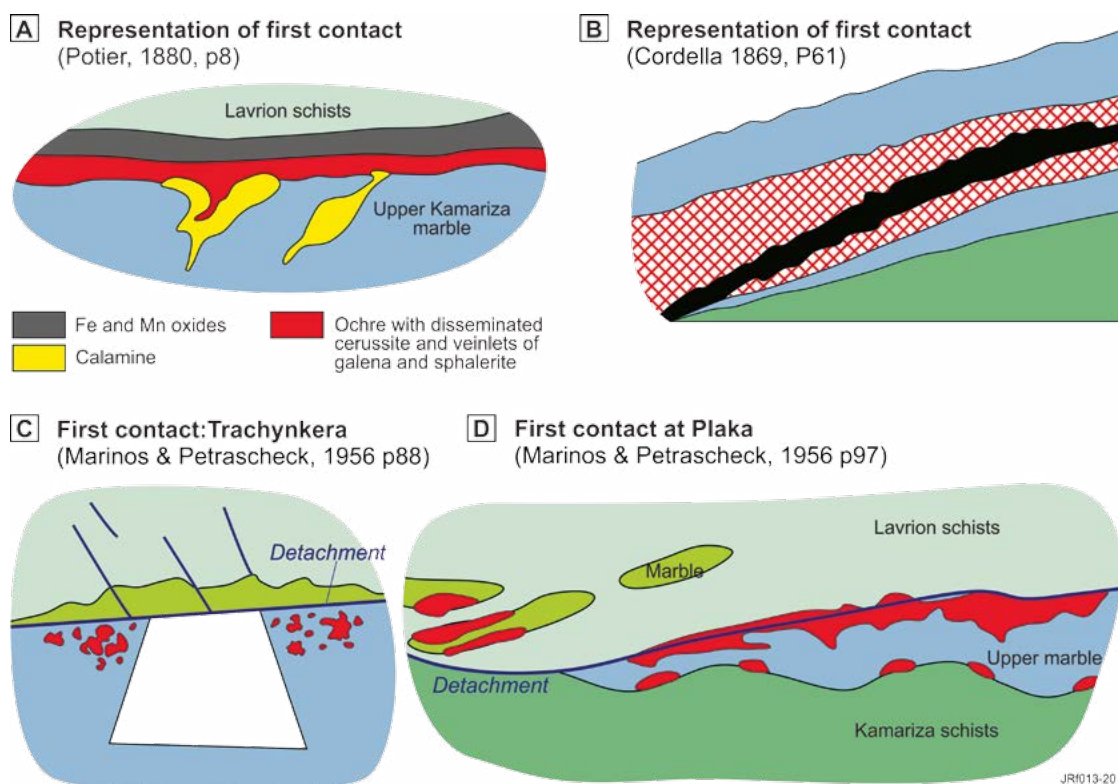 A Representation of first contact
(Potier, 1880, p8)
Lavrion schists
Upper Kamariza
marble
Fe and Mn oxides
Calamine
Ochre with disseminated
cerussite and veinlets of
galena and sphalerite
B Representation of first contact
(Cordella 1869, P61)
C First contact:Trachynkera
(Marinos & Petrascheck, 1956 p88)
Detachment
D First contact at Plaka
(Marinos & Petrascheck, 1956 p97)
Lavrion schists
Marble
Upper marble
Detachment
Kamariza schists
JRf013-20